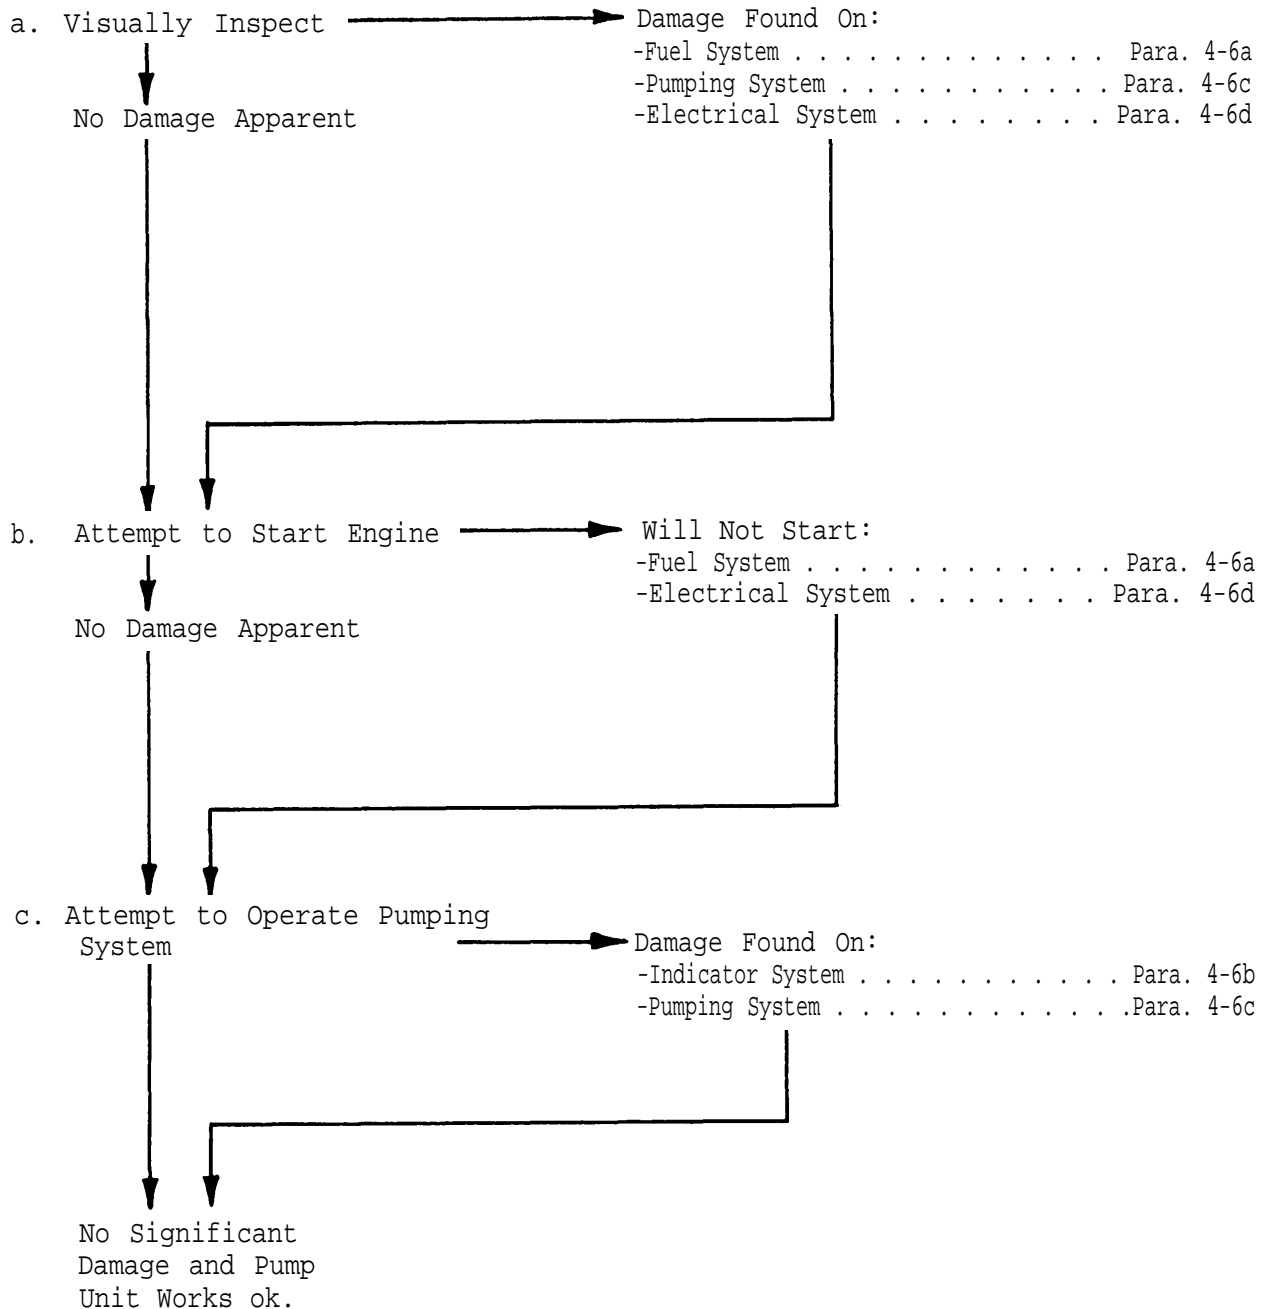 a. Visually Inspect
Damage Found On:
-Fuel System . . . . . . . . . . . . . Para. 4-6a
-Pumping System . . . . . . . . . . . Para. 4-6c
-Electrical System . . . . . . . . Para. 4-6d
No Damage Apparent
b. Attempt to Start Engine
Will Not Start:
-Fuel System . . . . . . . . . . . . . Para. 4-6a
-Electrical System . . . . . . . Para. 4-6d
No Damage Apparent
c. Attempt to Operate Pumping
System
Damage Found On:
-Indicator System . . . . . . . . . . . Para. 4-6b
-Pumping System . . . . . . . . . . . . .Para. 4-6c
No Significant
Damage and Pump
Unit Works ok.